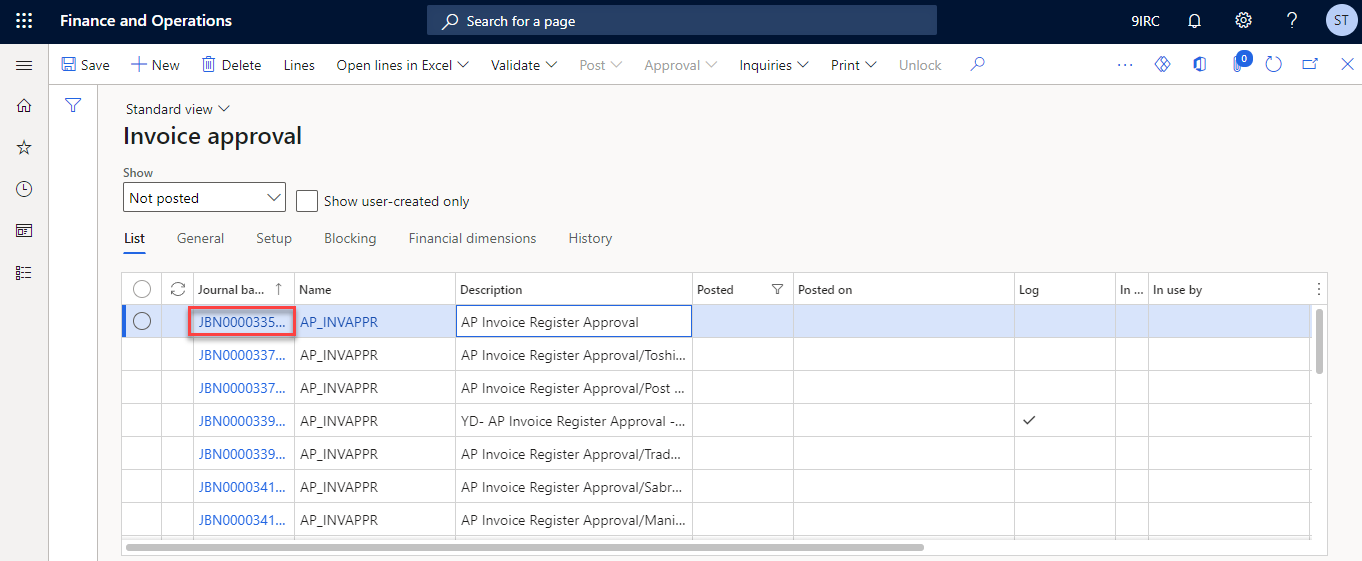 Finance and Operations Search for a page 9IRC ? ST
Save New Delete Lines Open lines in Excel Validate Post Approval Inquiries Print Unlock ... 0
Standard view
Invoice approval
Show
Not posted Show user-created only
List General Setup Blocking Financial dimensions History
Journal ba... Name Description Posted Posted on Log In ... In use by
JBN0000335... AP_INVAPPR AP Invoice Register Approval
JBN0000337... AP_INVAPPR AP Invoice Register Approval/Toshi...
JBN0000337... AP_INVAPPR AP Invoice Register Approval/Post ...
JBN0000339... AP_INVAPPR YD- AP Invoice Register Approval -...
JBN0000339... AP_INVAPPR AP Invoice Register Approval/Trad...
JBN0000341... AP_INVAPPR AP Invoice Register Approval/Sabr...
JBN0000341... AP_INVAPPR AP Invoice Register Approval/Mani...